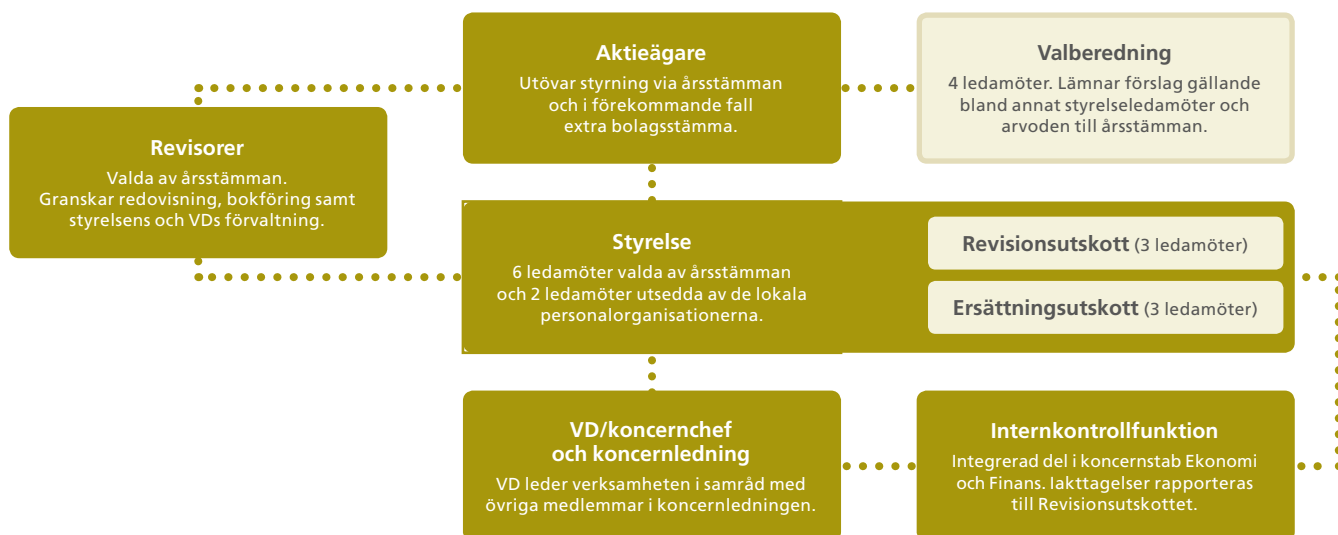 Aktieägare
Utövar styrning via årsstämman
och i förekommande fall
extra bolagsstämma.
Valberedning
4 ledamöter. Lämnar förslag gällande
bland annat styrelseledamöter och
arvoden till årsstämman.
Revisorer
Valda av årsstämman.
Granskar redovisning, bokföring samt
styrelsens och VDs förvaltning.
Styrelse
6 ledamöter valda av årsstämman
och 2 ledamöter utsedda av de lokala
personalorganisationerna.
Revisionsutskott (3 ledamöter)
Ersättningsutskott (3 ledamöter)
VD/koncernchef
och koncernledning
VD leder verksamheten i samråd med
övriga medlemmar i koncernledningen.
Internkontrollfunktion
Integrerad del i koncernstab Ekonomi
och Finans. Iakttagelser rapporteras
till Revisionsutskottet.